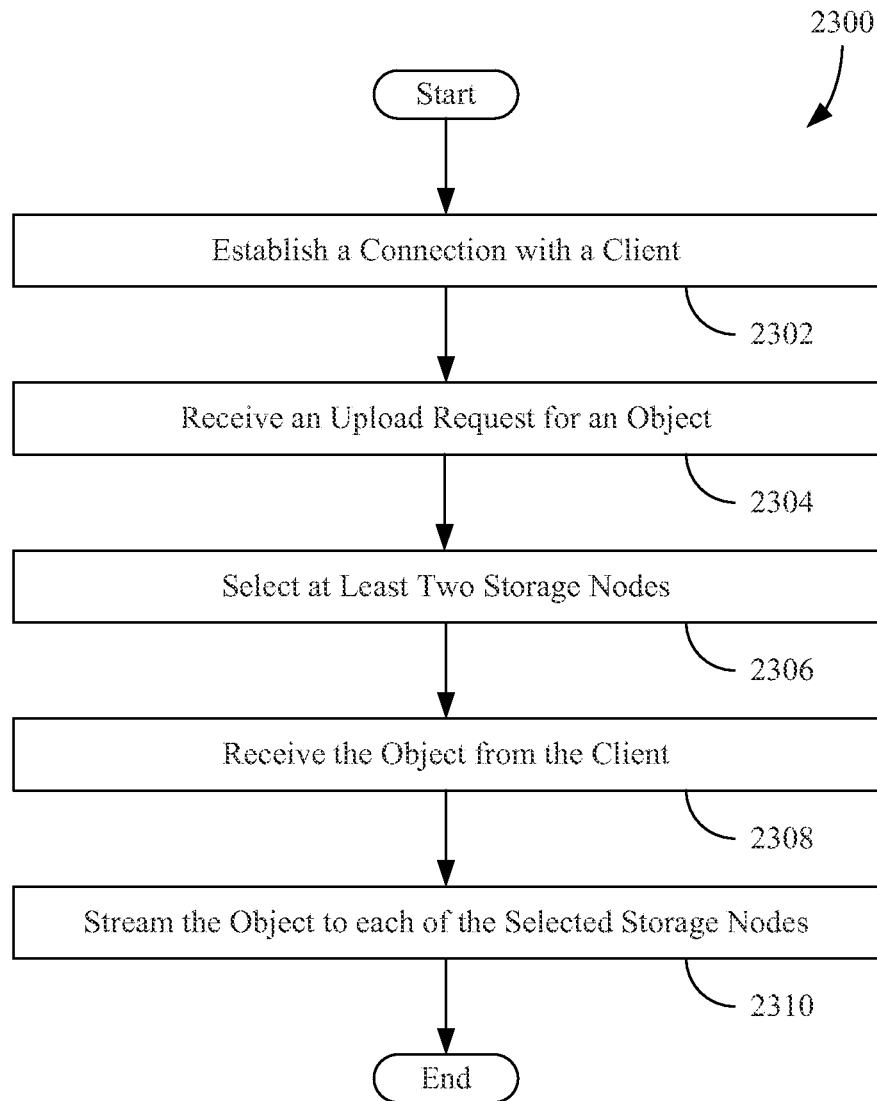 2300
Start
Establish a Connection with a Client
2302
Receive an Upload Request for an Object
2304
Select at Least Two Storage Nodes
2306
Receive the Object from the Client
2308
Stream the Object to each of the Selected Storage Nodes
2310
End